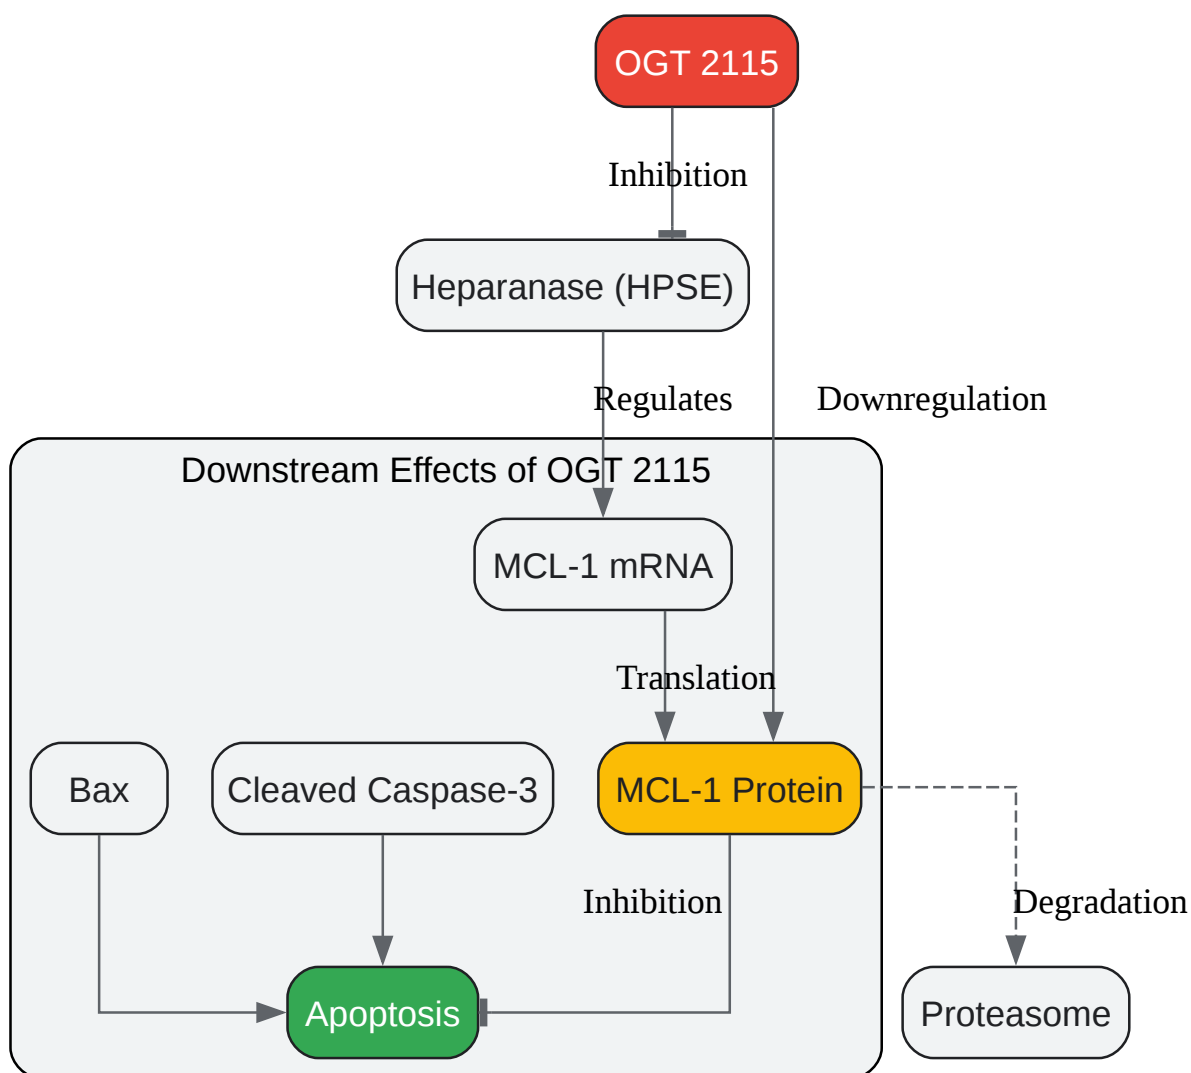 OGT 2115
Inhibition
Heparanase (HPSE)
Regulates
Downregulation
Downstream Effects of OGT 2115
MCL-1 mRNA
Translation
Bax
Cleaved Caspase-3
MCL-1 Protein
Inhibition
Degradation
Apoptosis
Proteasome